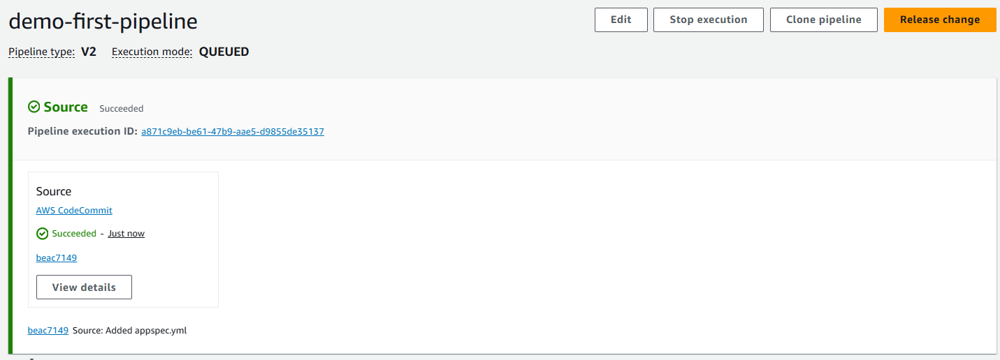 demo-first-pipeline
Edit
Stop execution
Clone pipeline
Release change
Pipeline type: V2 Execution mode: QUEUED
Source Succeeded
Pipeline execution ID: a871c9eb-be61-47b9-aae5-d9855de35137
Source
AWS CodeCommit
Succeeded - Just now
beac7149
View details
beac7149 Source: Added appspec.yml